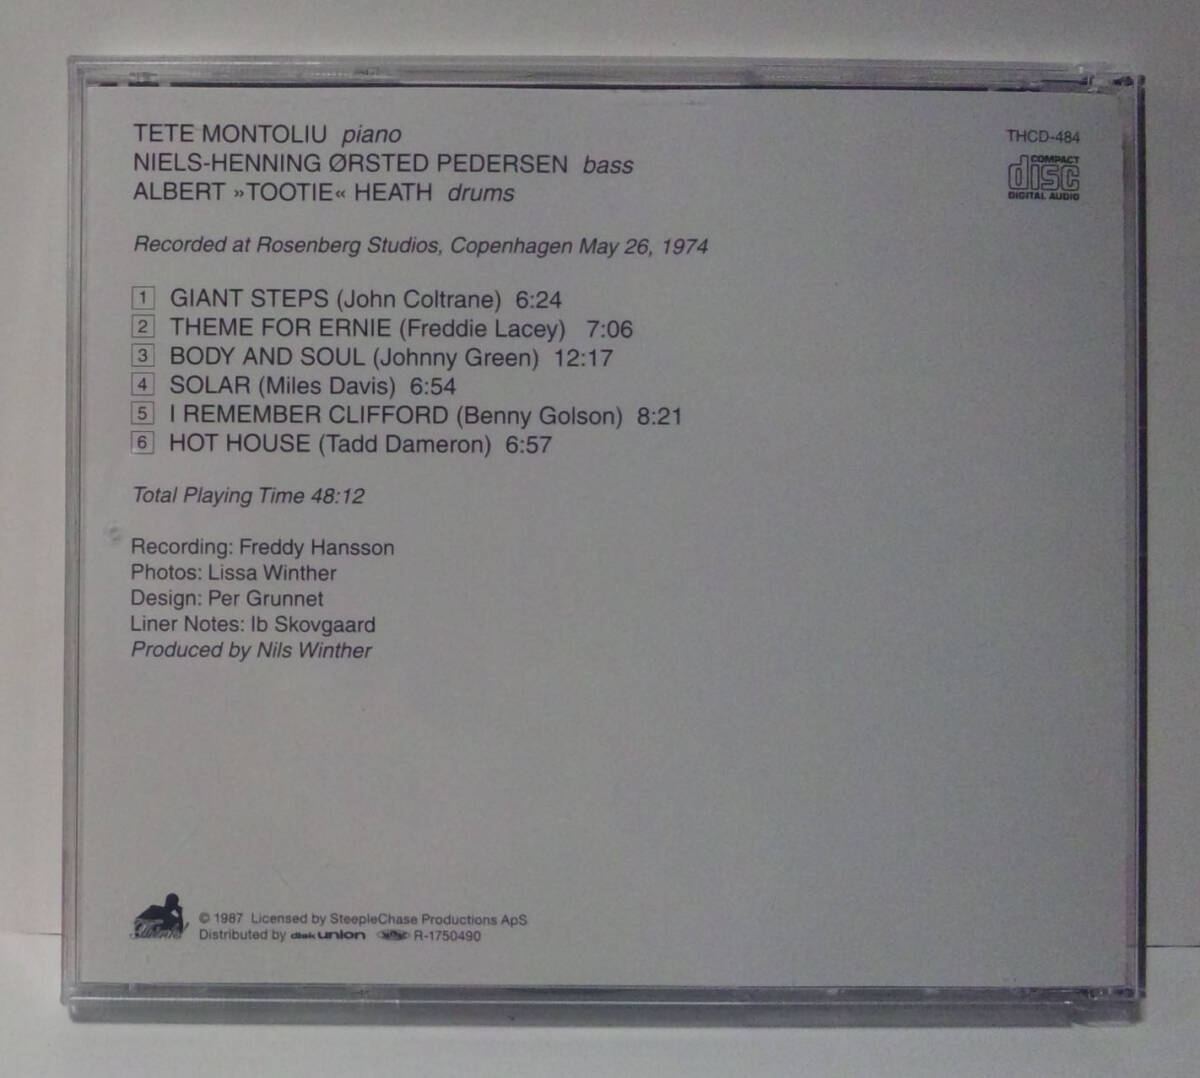 TETE MONTOLIU piano
NIELS-HENNING ØRSTED PEDERSEN bass
ALBERT »TOOTIE« HEATH drums
THCD-484
COMPACT
disc
DIGITAL AUDIO
Recorded at Rosenberg Studios, Copenhagen May 26, 1974
1 GIANT STEPS (John Coltrane) 6:24
2 THEME FOR ERNIE (Freddie Lacey) 7:06
3 BODY AND SOUL (Johnny Green) 12:17
4 SOLAR (Miles Davis) 6:54
5 I REMEMBER CLIFFORD (Benny Golson) 8:21
6 HOT HOUSE (Tadd Dameron) 6:57
Total Playing Time 48:12
Recording: Freddy Hansson
Photos: Lissa Winther
Design: Per Grunnet
Liner Notes: Ib Skovgaard
Produced by Nils Winther
© 1987 Licensed by SteepleChase Productions ApS
Distributed by disk union R-1750490